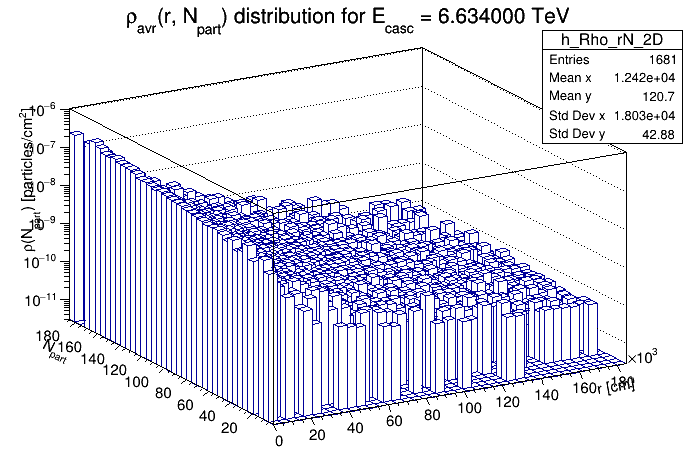 ρavr(r, Npart) distribution for Ecasc = 6.634000 TeV
h_Rho_rN_2D
Entries 1681
Mean x 1.242e+04
Mean y 120.7
Std Dev x 1.803e+04
Std Dev y 42.88
ρ(Npart) [particles/cm²]
10⁻⁶
10⁻⁷
10⁻⁸
10⁻⁹
10⁻¹⁰
10⁻¹¹
Npart
180 160 140 120 100 80 60 40 20
0 20 40 60 80 100 120 140 160 180
×10³
r [cm]